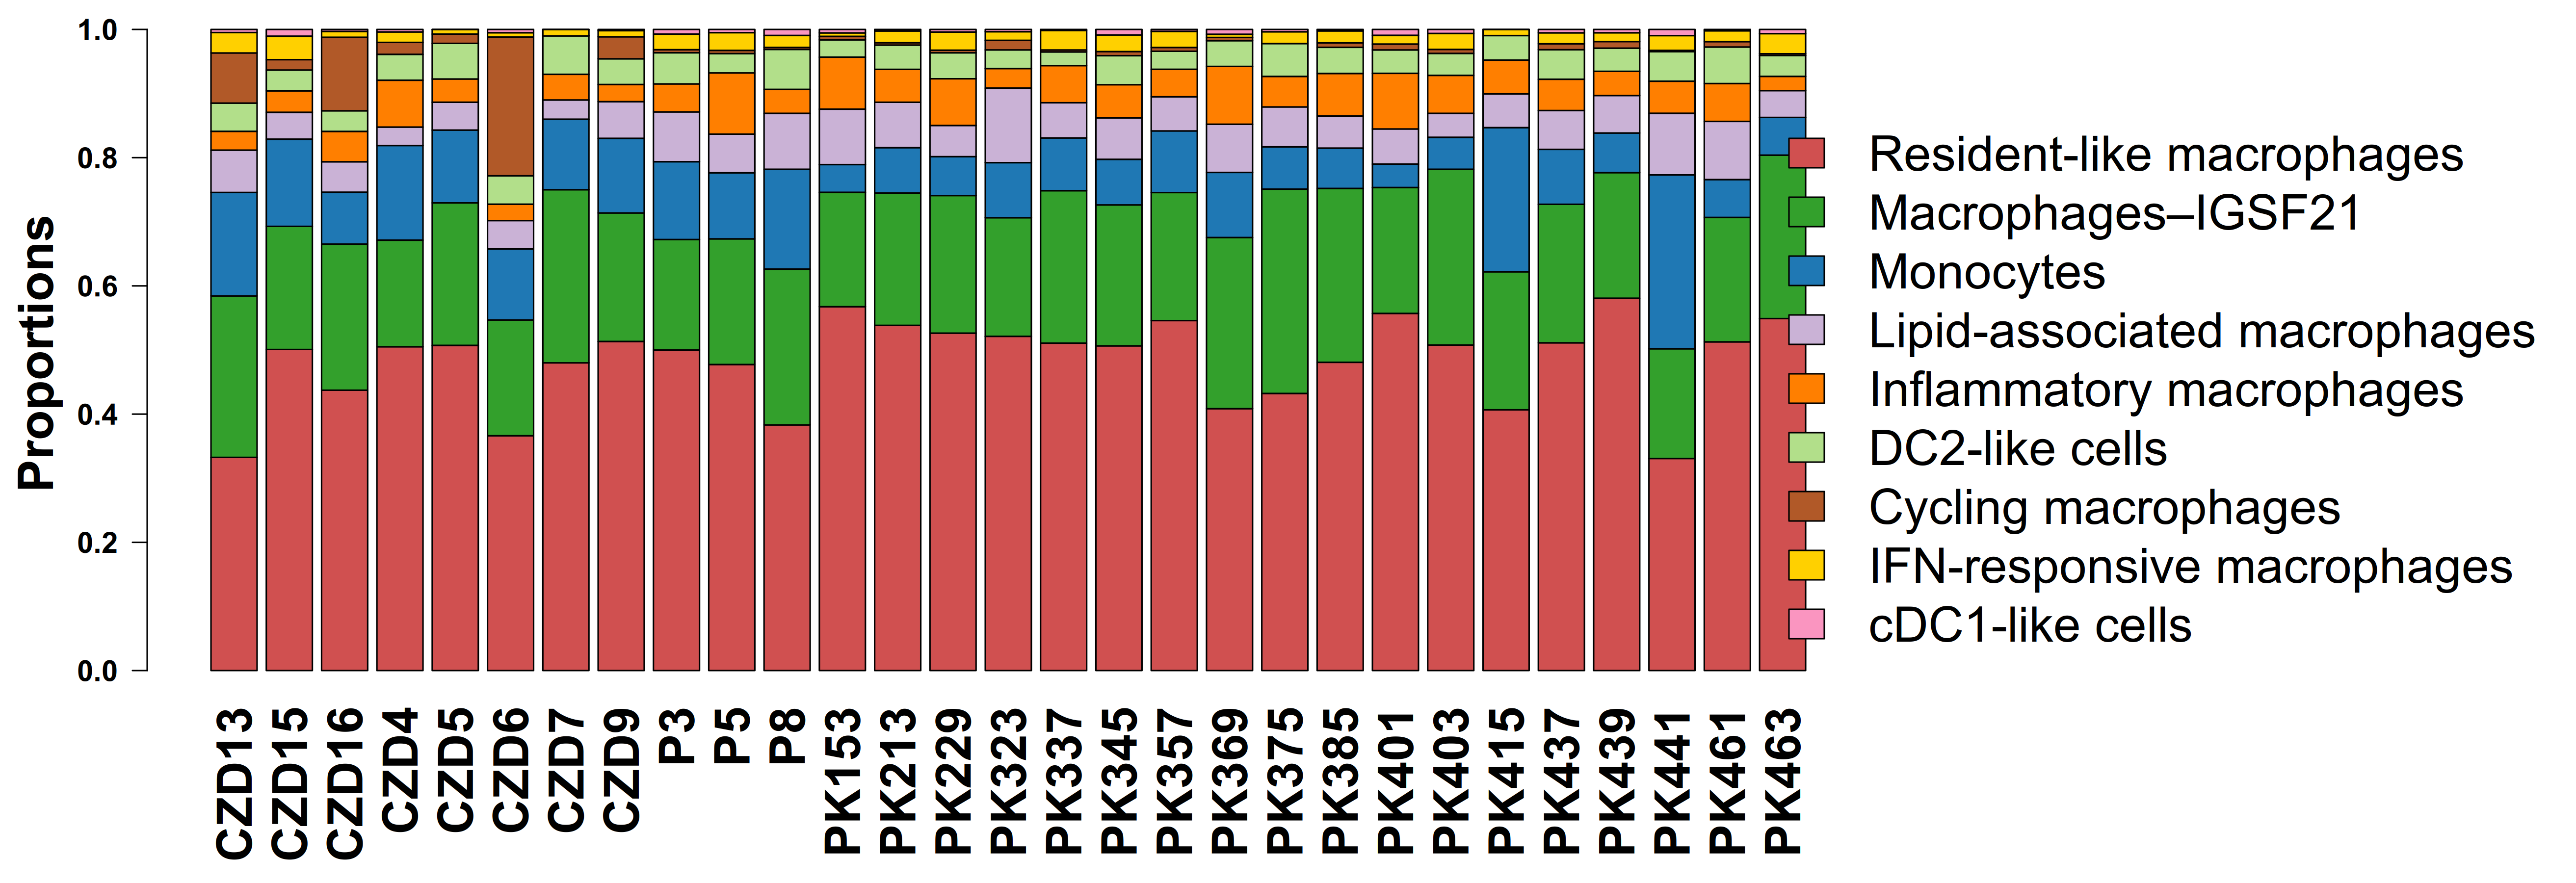 Proportions
1.0
0.8
0.6
0.4
0.2
0.0
CZD13
CZD15
CZD16
CZD4
CZD5
CZD6
CZD7
CZD9
P3
P5
P8
PK153
PK213
PK229
PK323
PK337
PK345
PK357
PK369
PK375
PK385
PK401
PK403
PK415
PK437
PK439
PK441
PK461
PK463
Resident-like macrophages
Macrophages–IGSF21
Monocytes
Lipid-associated macrophages
Inflammatory macrophages
DC2-like cells
Cycling macrophages
IFN-responsive macrophages
cDC1-like cells